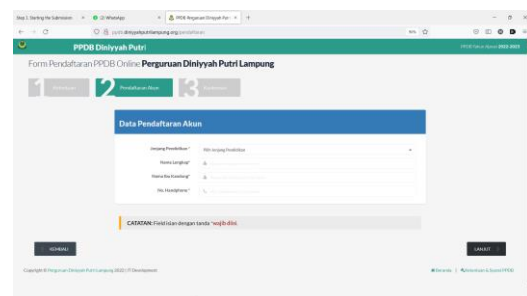 Step 1. Starting the Submission
(3) WhatsApp
PPDB Perguruan Diniyyah Put
ppdb.diniyyahputrilampung.org/pendaftaran
90%
PPDB Diniyyah Putri
2022-2023
Form Pendaftaran PPDB Online Perguruan Diniyyah Putri Lampung
1
2 Pendaftaran Akun
3
Data Pendaftaran Akun
Jenjang Pendidikan *
Pilih Jenjang Pendidikan
Nama Lengkap*
Nama Ibu Kandung*
No. Handphone *
CATATAN: Field isian dengan tanda *wajib diisi.
KEMBALI
LANJUT
Copyright © Perguruan Diniyyah Putri Lampung 2022 | IT Development
Beranda